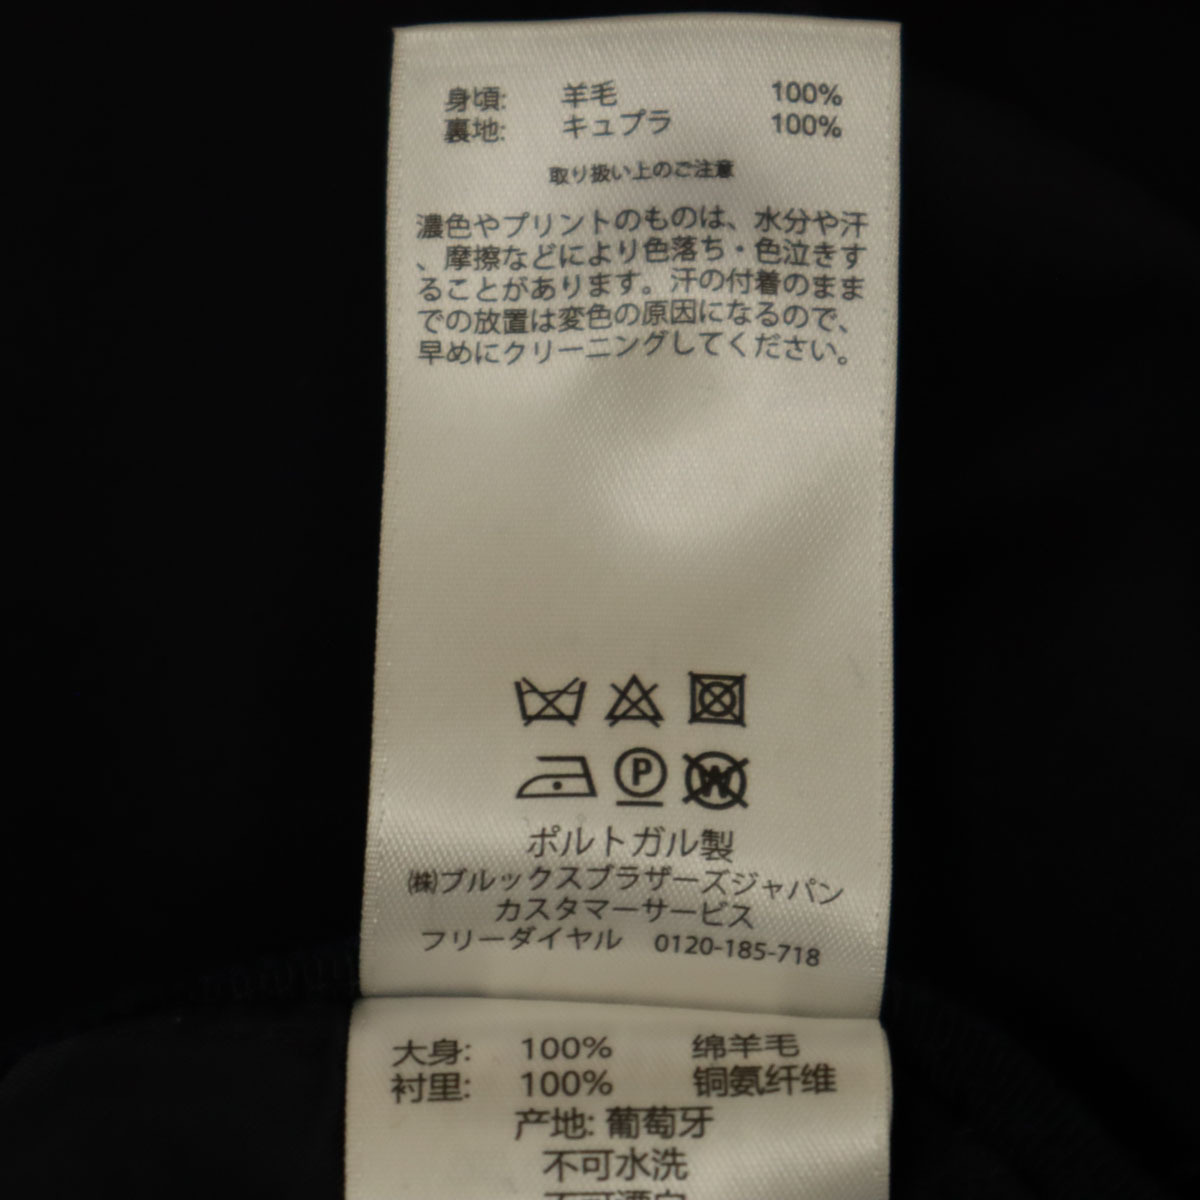 身頃: 羊毛 100%
裏地: キュプラ 100%
取り扱い上のご注意
濃色やプリントのものは、水分や汗
、摩擦などにより色落ち・色泣きす
ることがあります。汗の付着のまま
での放置は変色の原因になるので、
早めにクリーニングしてください。
P W
ポルトガル製
㈱ブルックスブラザーズジャパン
カスタマーサービス
フリーダイヤル 0120-185-718
大身: 100% 绵羊毛
衬里: 100% 铜氨纤维
产地: 葡萄牙
不可水洗
不可漂白